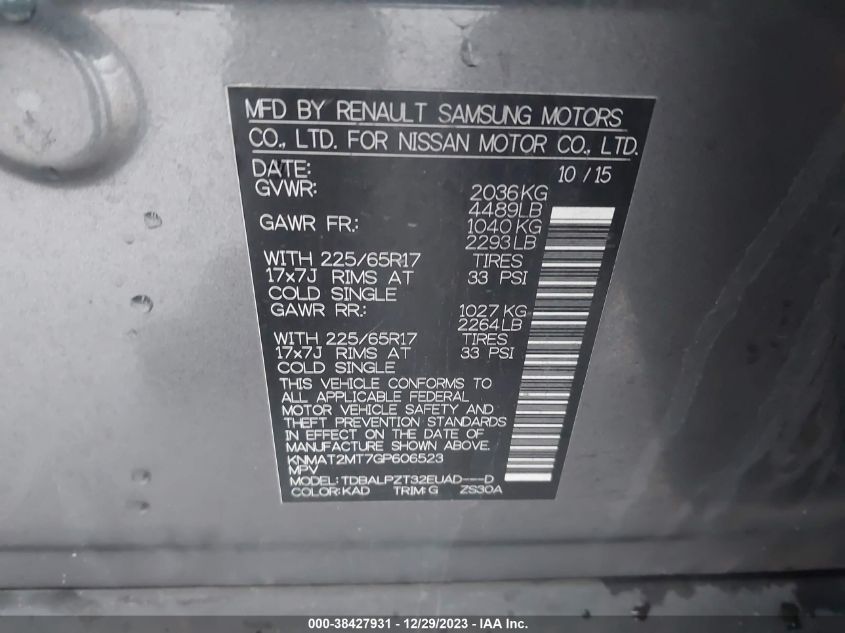 MFD BY RENAULT SAMSUNG MOTORS
CO., LTD. FOR NISSAN MOTOR CO., LTD.
DATE: 10 / 15
GVWR: 2036KG
4489LB
GAWR FR: 1040 KG
2293LB
WITH 225/65R17 TIRES
17x7J RIMS AT 33 PSI
COLD SINGLE
GAWR RR: 1027 KG
2264LB
WITH 225/65R17 TIRES
17x7J RIMS AT 33 PSI
COLD SINGLE
THIS VEHICLE CONFORMS TO
ALL APPLICABLE FEDERAL
MOTOR VEHICLE SAFETY AND
THEFT PREVENTION STANDARDS
IN EFFECT ON THE DATE OF
MANUFACTURE SHOWN ABOVE.
KNMAT2MT7GP606523
MPV
MODEL: TDBALPZT32EUAD---D
COLOR: KAD TRIM: G ZS30A
000-38427931 - 12/29/2023 - IAA Inc.